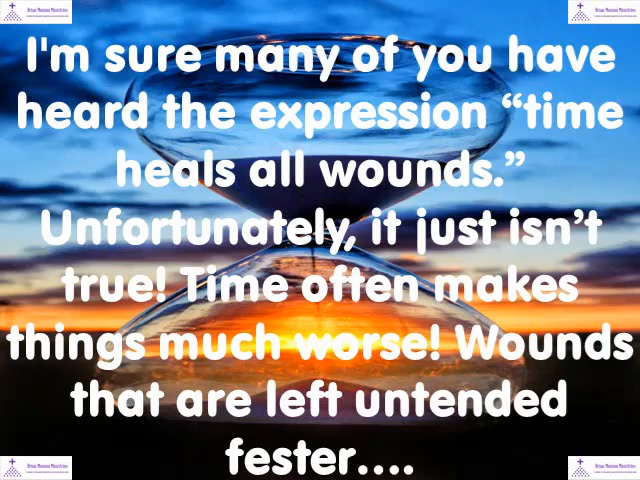 I'm sure many of you have
heard the expression “time
heals all wounds.”
Unfortunately, it just isn’t
true! Time often makes
things much worse! Wounds
that are left untended
fester....